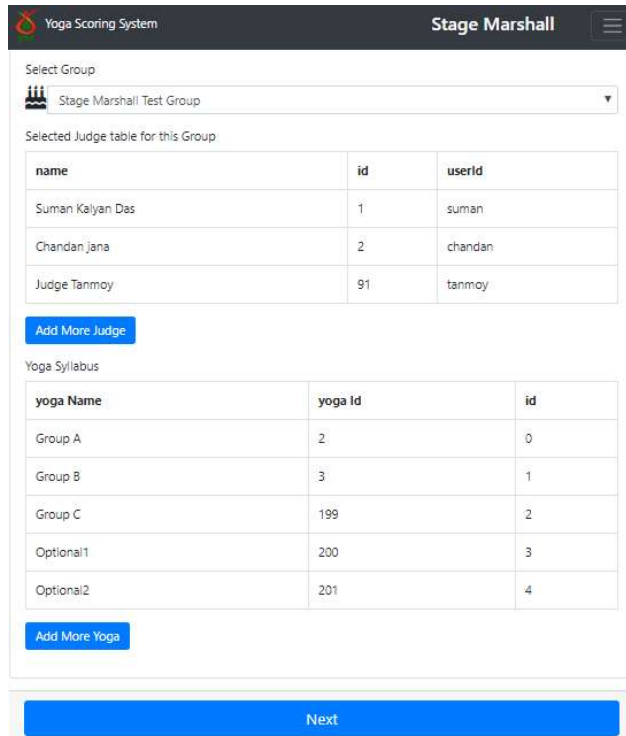 Yoga Scoring System Stage Marshall
Select Group
Stage Marshall Test Group
Selected Judge table for this Group
name id userId
Suman Kalyan Das 1 suman
Chandan jana 2 chandan
Judge Tanmoy 91 tanmoy
Add More Judge
Yoga Syllabus
yoga Name yoga Id id
Group A 2 0
Group B 3 1
Group C 199 2
Optional1 200 3
Optional2 201 4
Add More Yoga
Next